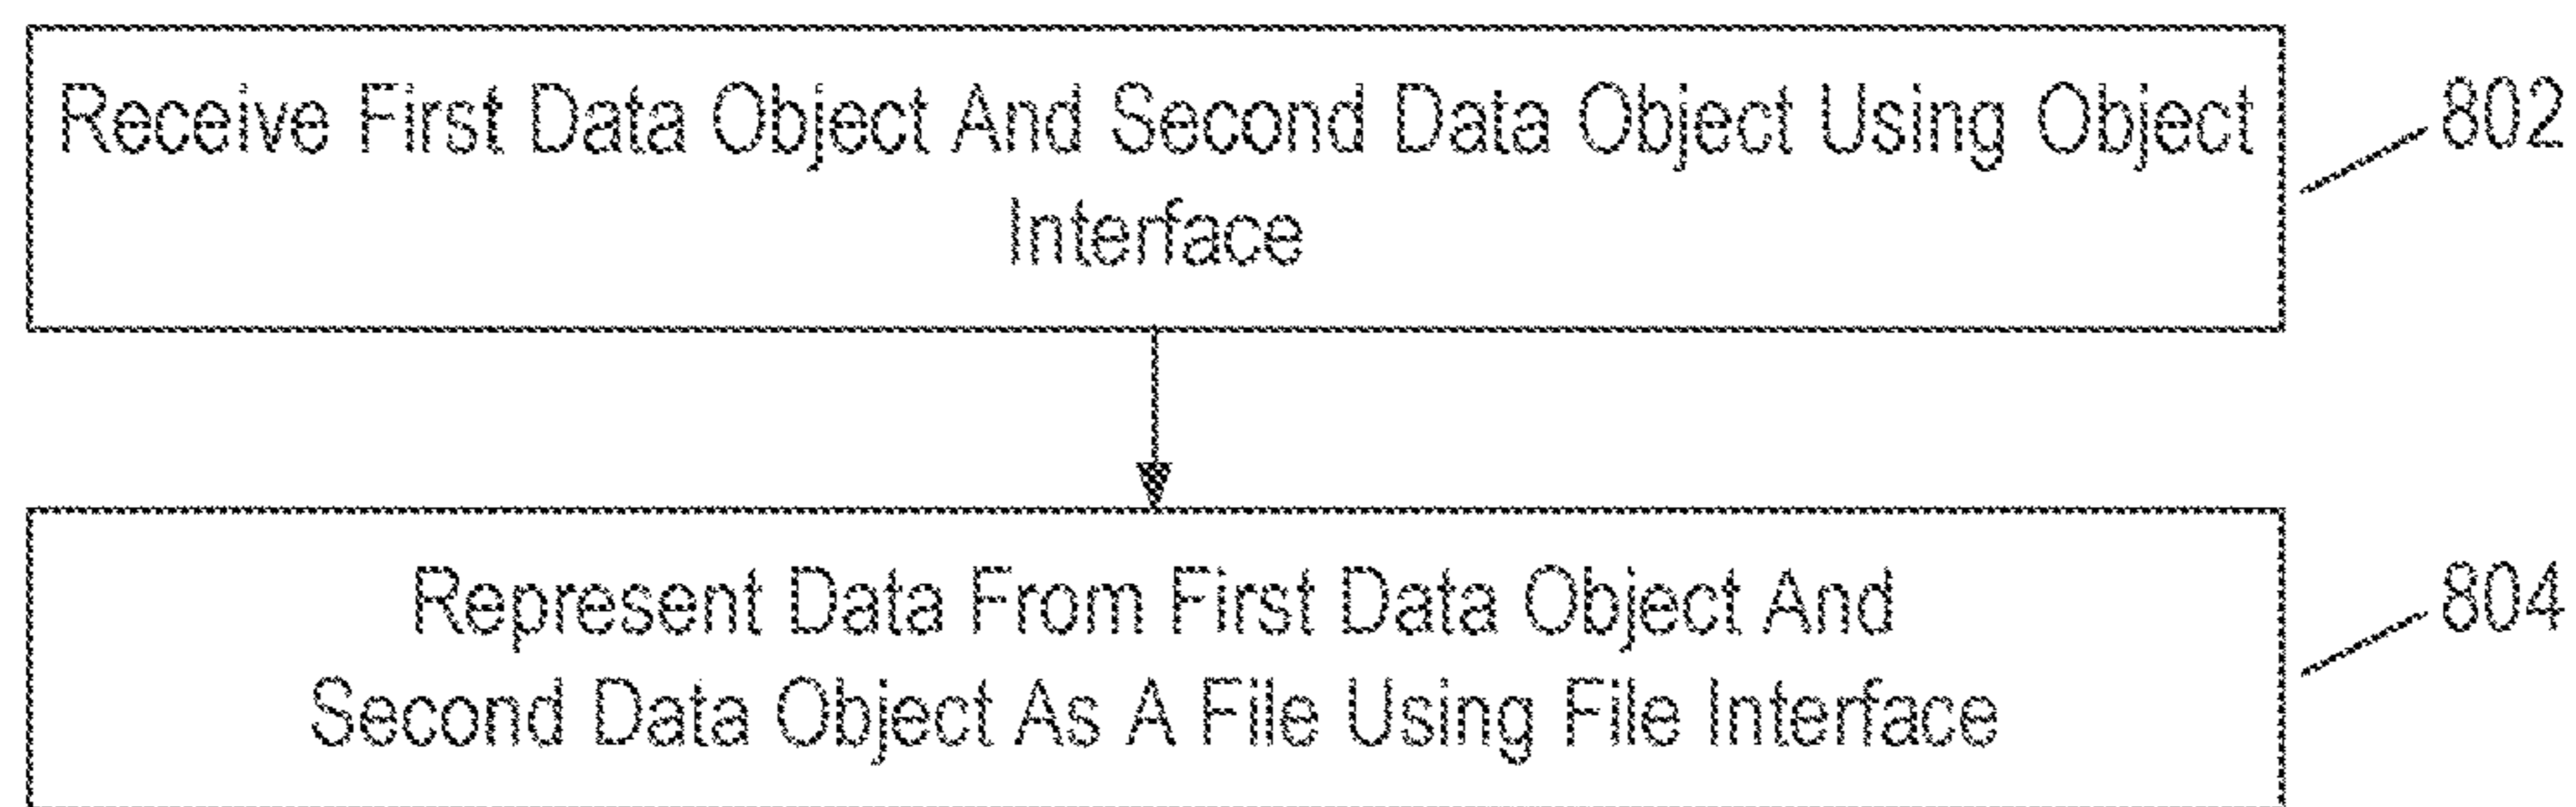 Receive First Data Object And Second Data Object Using Object
Interface
802
Represent Data From First Data Object And
Second Data Object As A File Using File Interface
804